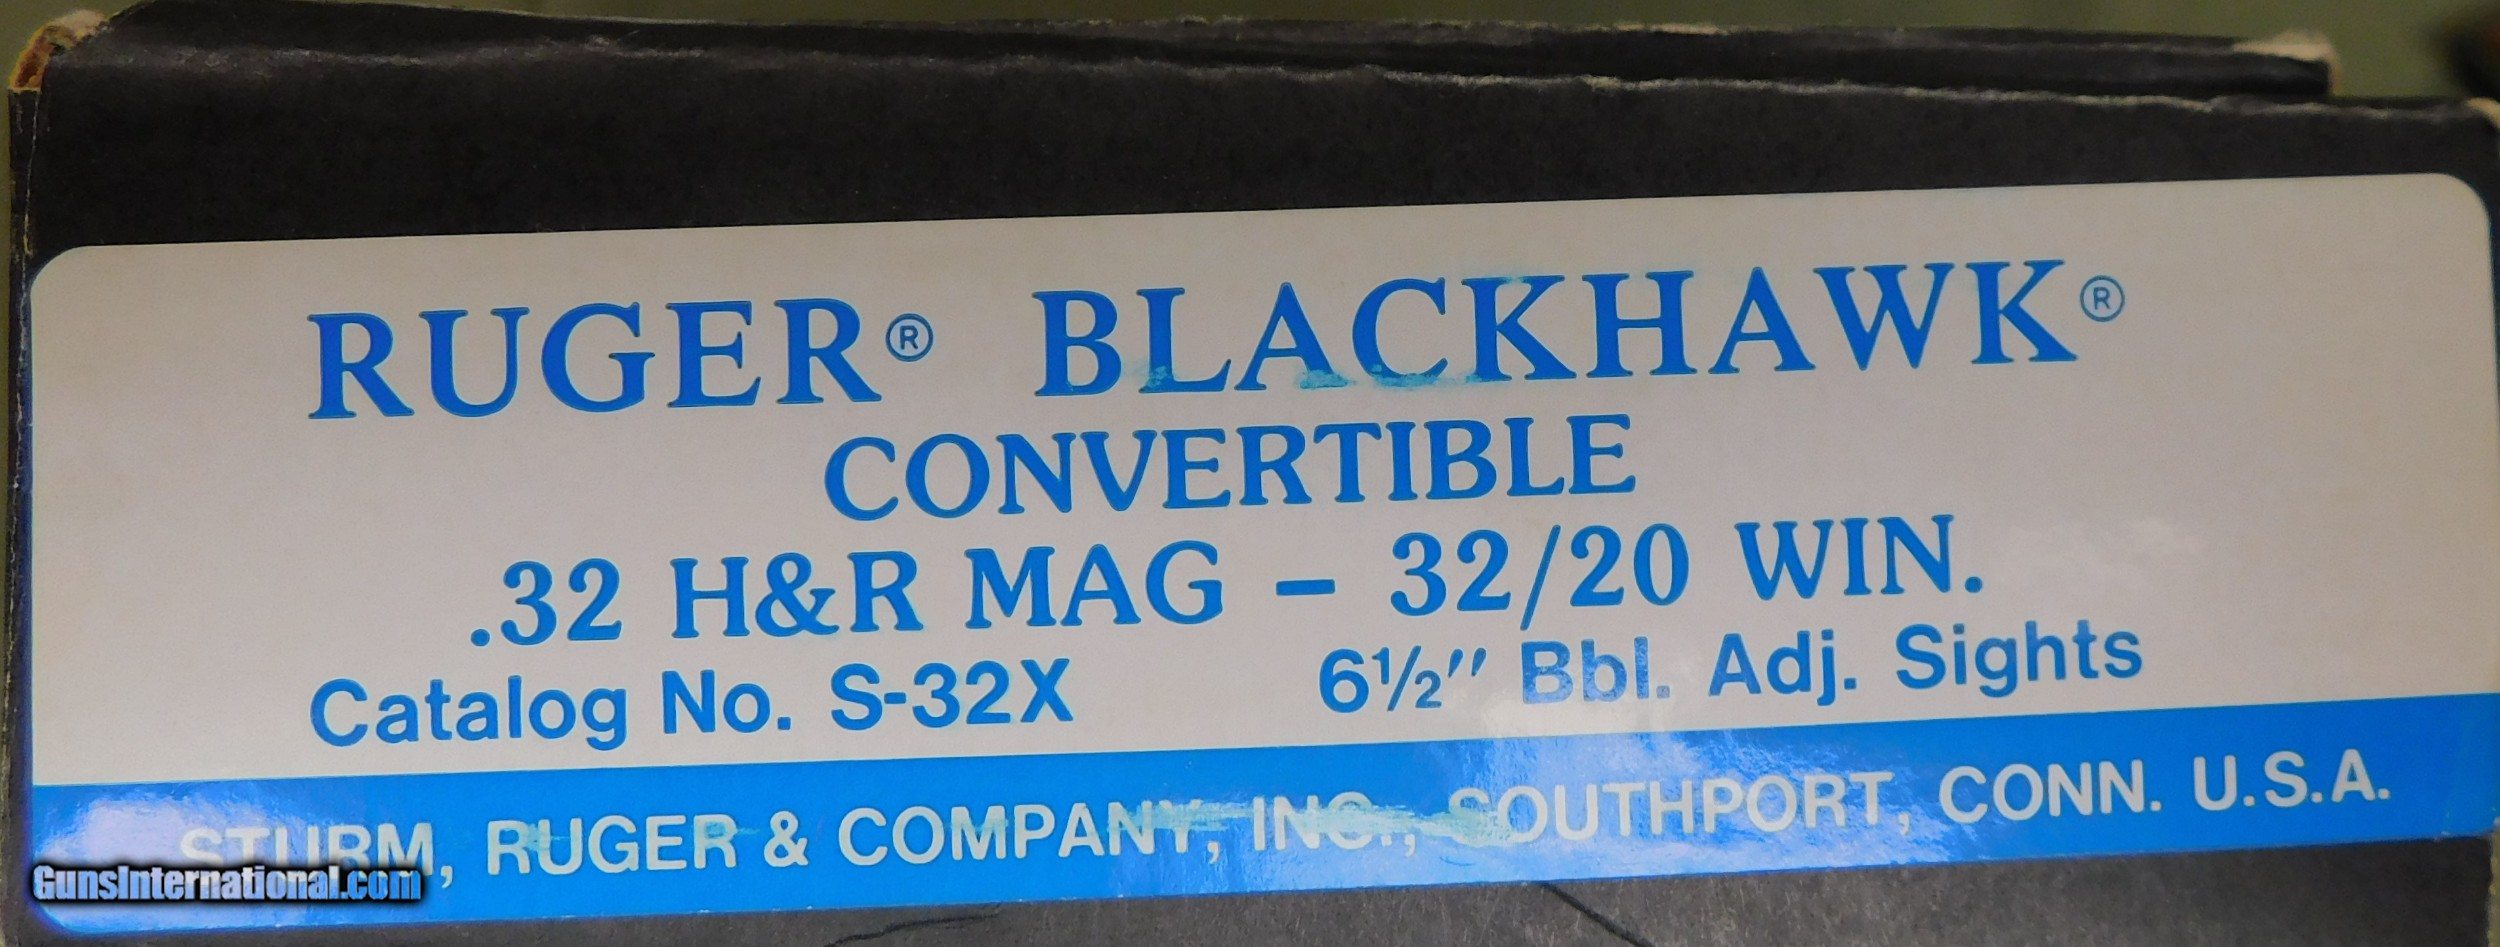 RUGER® BLACKHAWK®
CONVERTIBLE
.32 H&R MAG – 32/20 WIN.
Catalog No. S-32X 6½″ Bbl. Adj. Sights
STURM, RUGER & COMPANY, INC., SOUTHPORT, CONN. U.S.A.
GunsInternational.com